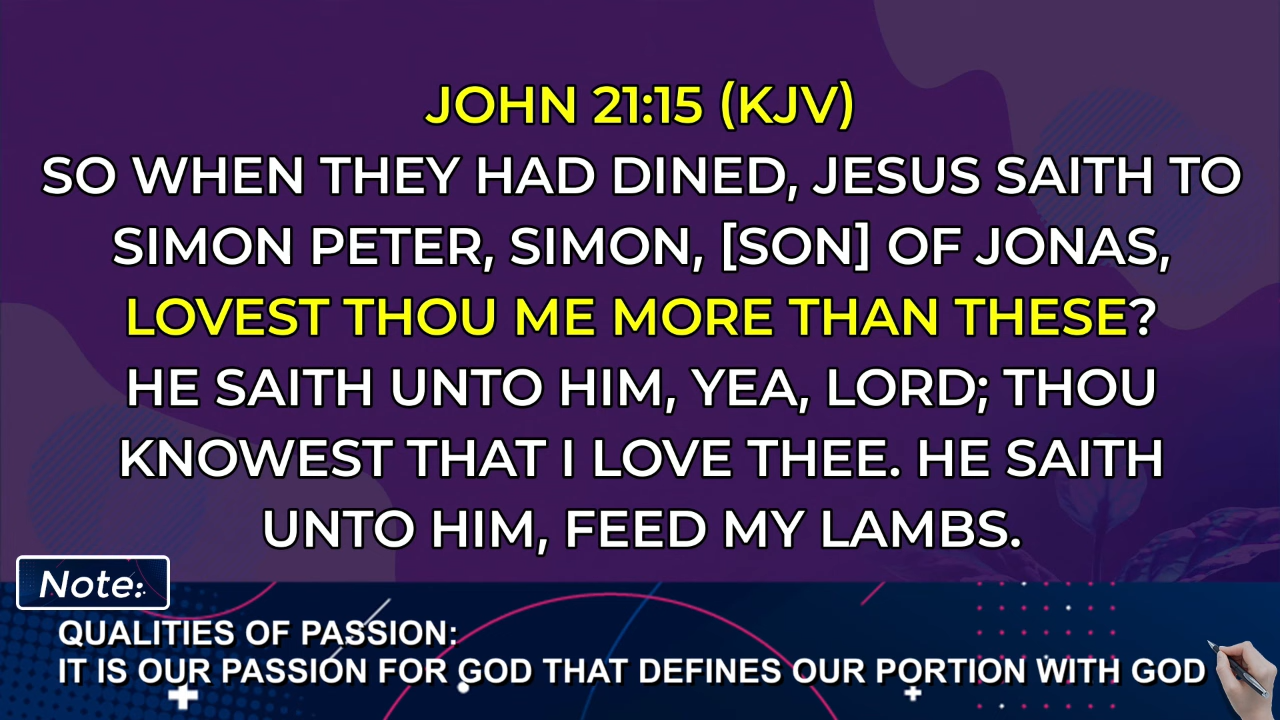 JOHN 21:15 (KJV)
SO WHEN THEY HAD DINED, JESUS SAITH TO
SIMON PETER, SIMON, [SON] OF JONAS,
LOVEST THOU ME MORE THAN THESE?
HE SAITH UNTO HIM, YEA, LORD; THOU
KNOWEST THAT I LOVE THEE. HE SAITH
UNTO HIM, FEED MY LAMBS.
Note:
QUALITIES OF PASSION:
IT IS OUR PASSION FOR GOD THAT DEFINES OUR PORTION WITH GOD